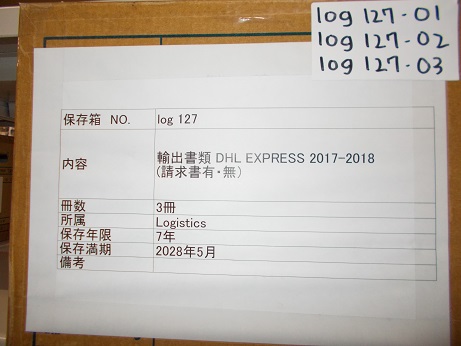 log 127-01
log 127-02
log 127-03
保存箱 NO. log 127
内容 輸出書類 DHL EXPRESS 2017-2018
(請求書有・無)
冊数 3冊
所属 Logistics
保存年限 7年
保存満期 2028年5月
備考